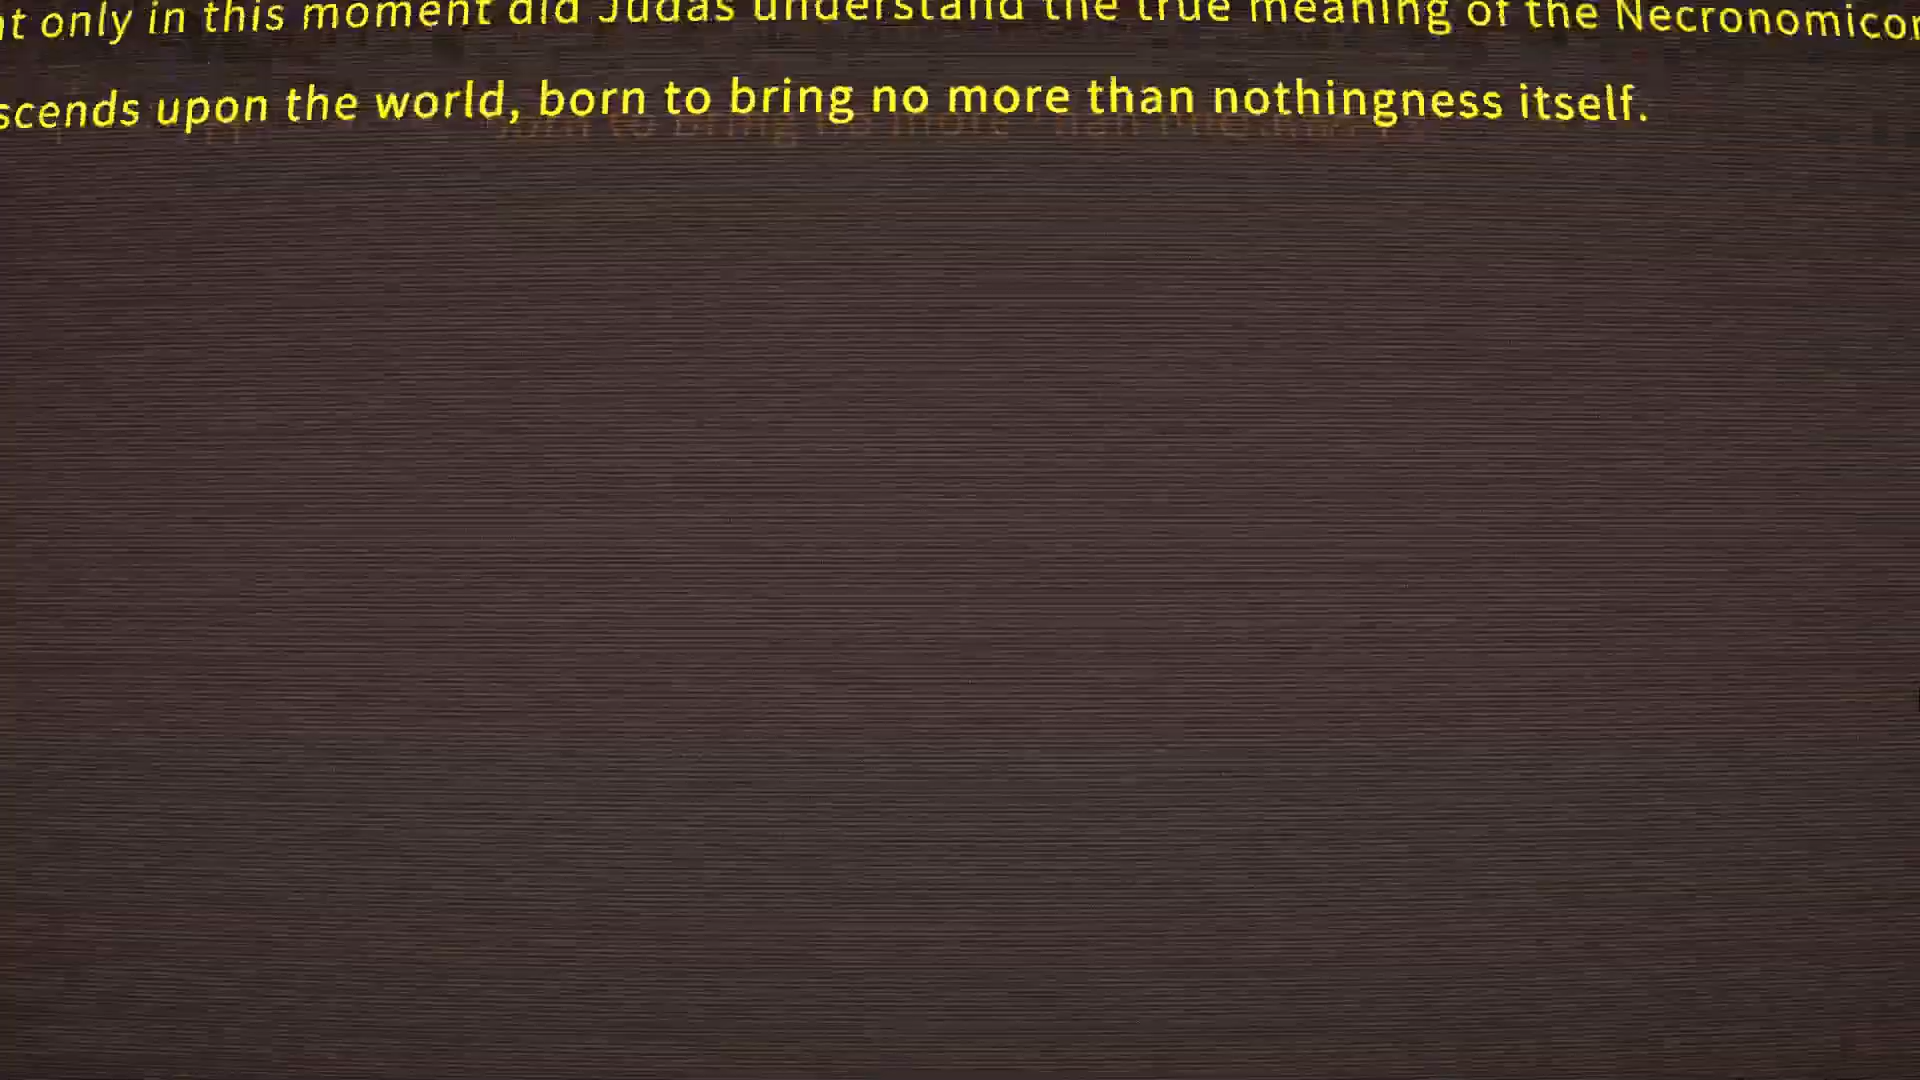 only in this moment did Judas understand the true meaning of the Necronomicon
upon the world, born to bring no more than nothingness itself.